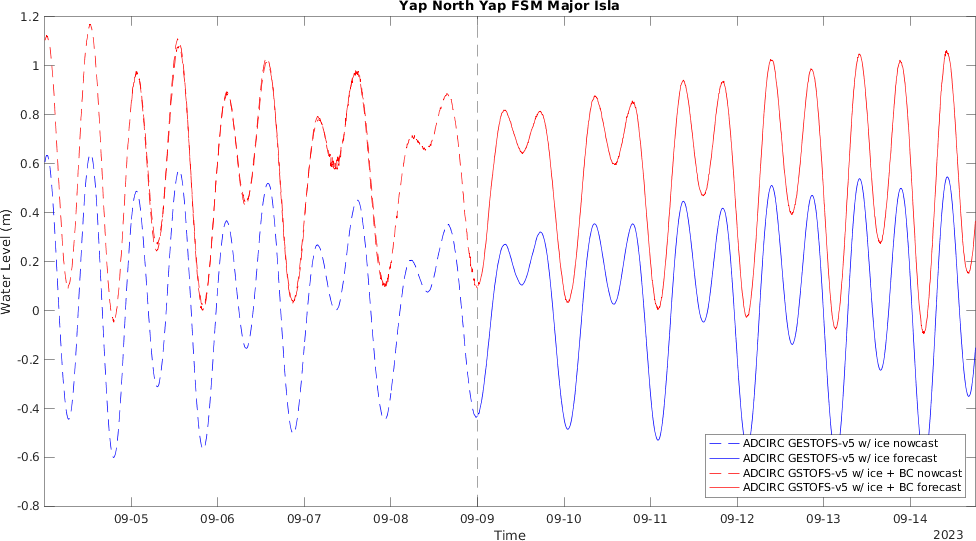 Yap North Yap FSM Major Isla
1.2
1
0.8
0.6
0.4
0.2
0
-0.2
-0.4
-0.6
-0.8
Water Level (m)
ADCIRC GESTOFS-v5 w/ ice nowcast
ADCIRC GESTOFS-v5 w/ ice forecast
ADCIRC GSTOFS-v5 w/ ice + BC nowcast
ADCIRC GSTOFS-v5 w/ ice + BC forecast
09-05 09-06 09-07 09-08 09-09 09-10 09-11 09-12 09-13 09-14
Time
2023